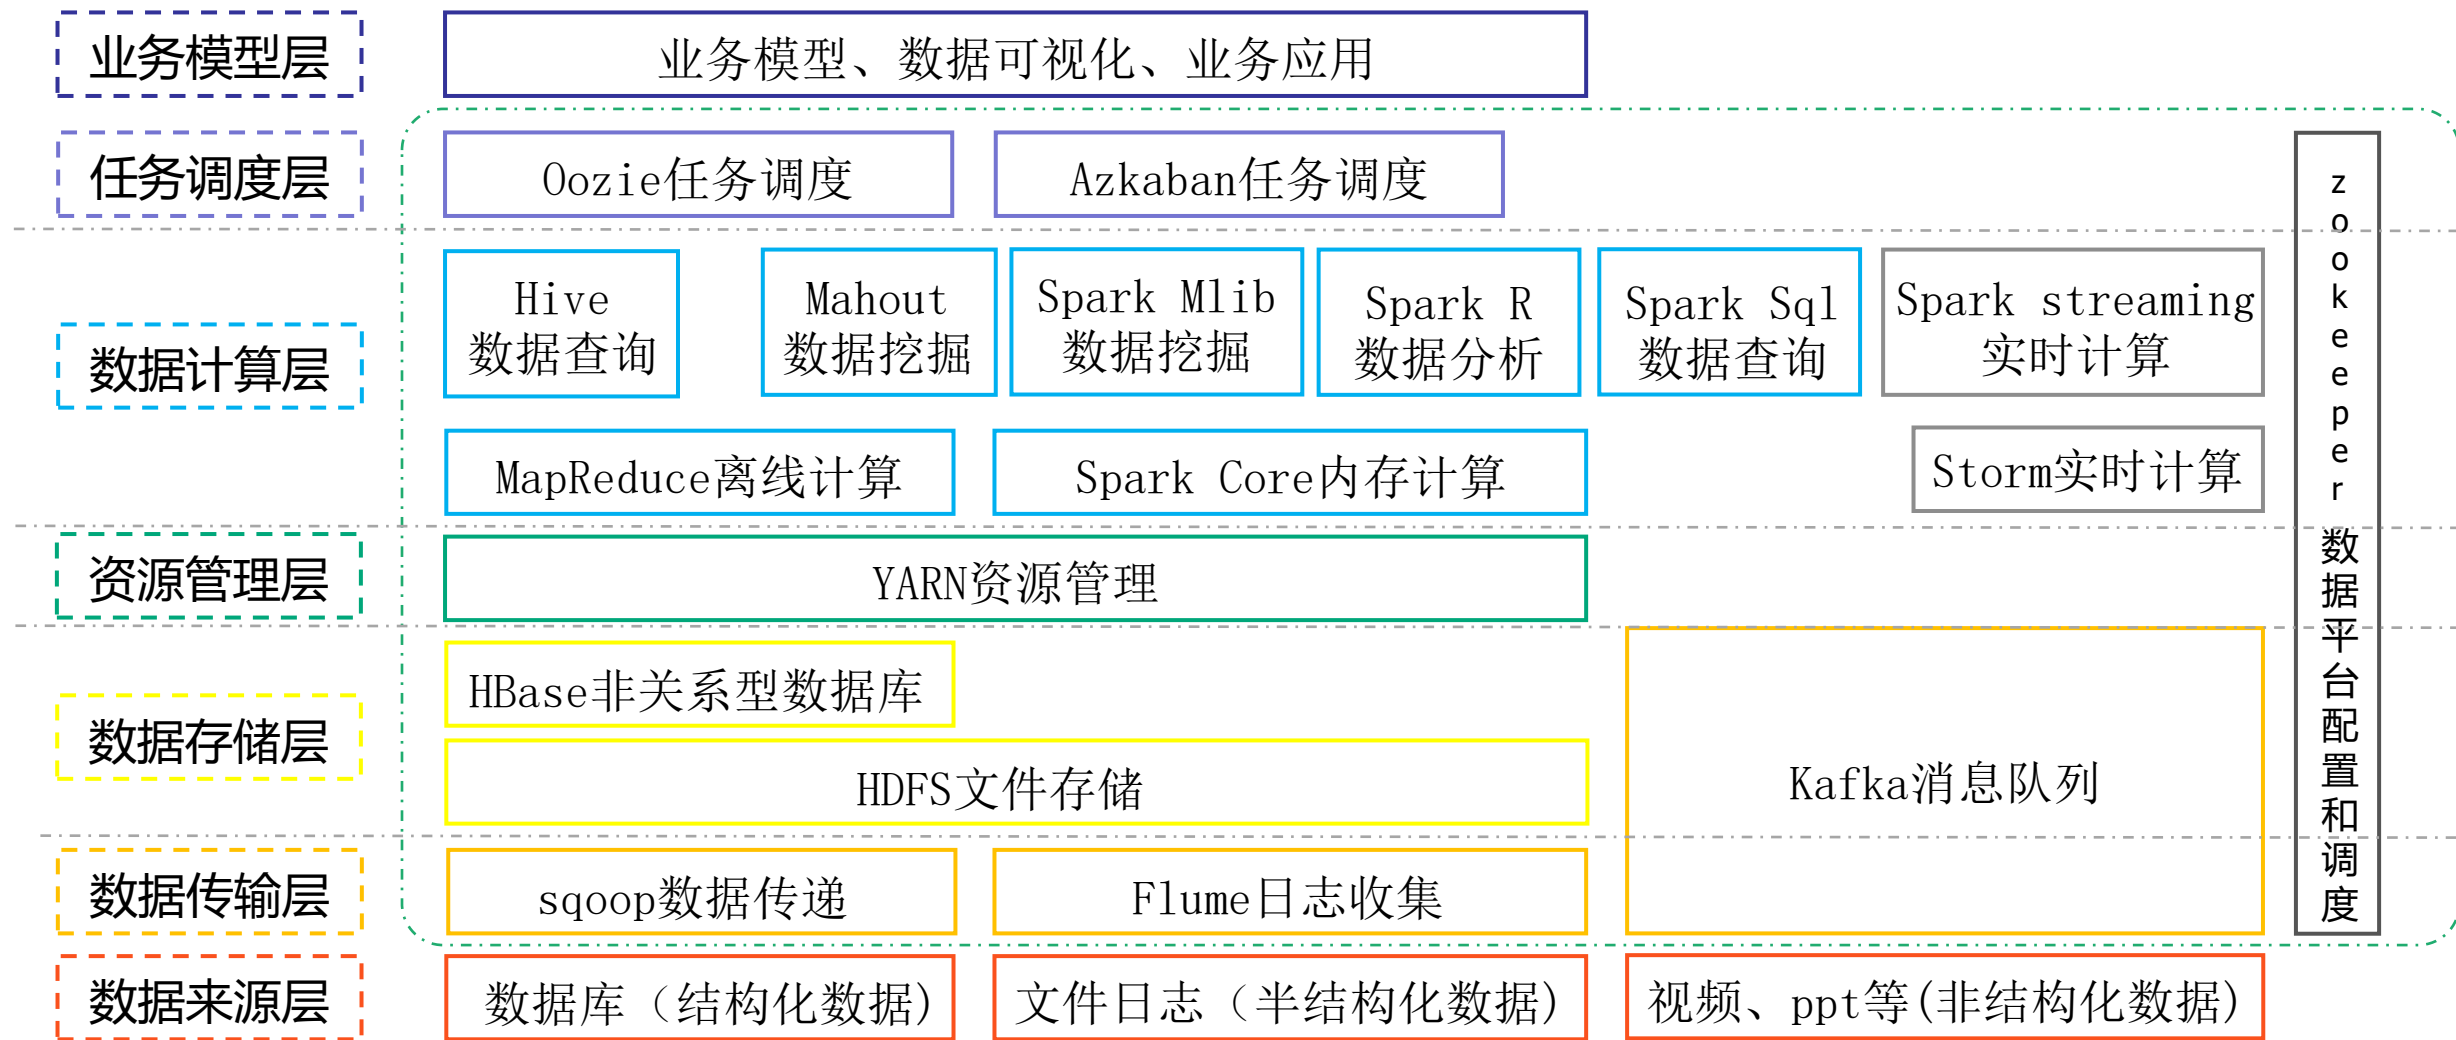 业务模型层
业务模型、数据可视化、业务应用
任务调度层
Oozie任务调度
Azkaban任务调度
数据计算层
Hive
数据查询
Mahout
数据挖掘
Spark Mlib
数据挖掘
Spark R
数据分析
Spark Sql
数据查询
Spark streaming
实时计算
MapReduce离线计算
Spark Core内存计算
Storm实时计算
资源管理层
YARN资源管理
数据存储层
HBase非关系型数据库
HDFS文件存储
Kafka消息队列
数据传输层
sqoop数据传递
Flume日志收集
zookeeper数据平台配置和调度
数据来源层
数据库（结构化数据)
文件日志（半结构化数据)
视频、ppt等(非结构化数据)